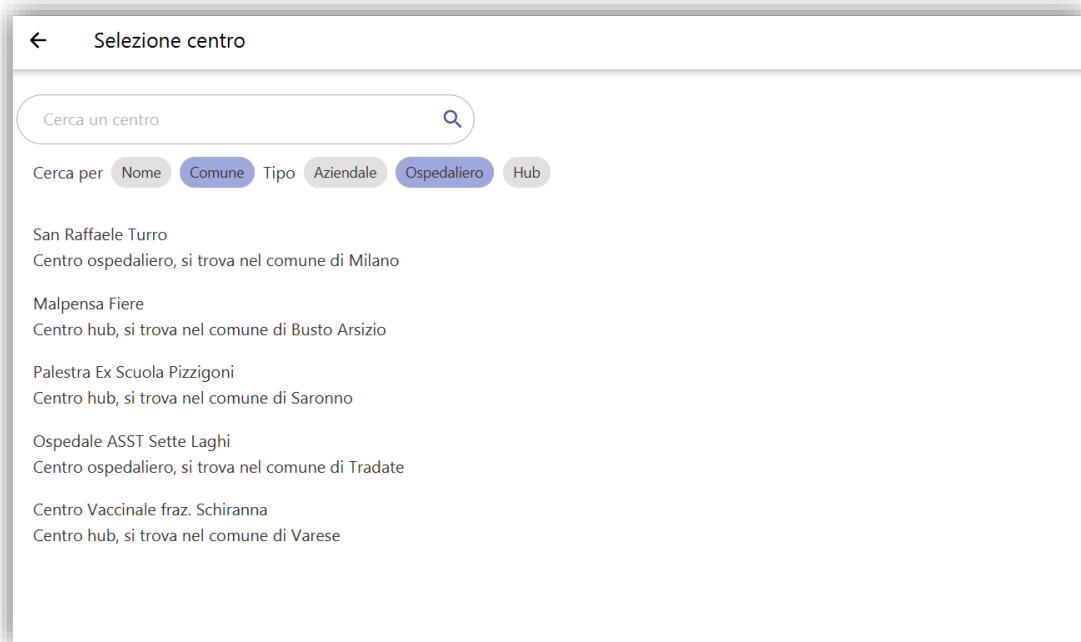 Selezione centro
Cerca un centro
Cerca per Nome Comune Tipo Aziendale Ospedaliero Hub
San Raffaele Turro
Centro ospedaliero, si trova nel comune di Milano
Malpensa Fiere
Centro hub, si trova nel comune di Busto Arsizio
Palestra Ex Scuola Pizzigoni
Centro hub, si trova nel comune di Saronno
Ospedale ASST Sette Laghi
Centro ospedaliero, si trova nel comune di Tradate
Centro Vaccinale fraz. Schiranna
Centro hub, si trova nel comune di Varese